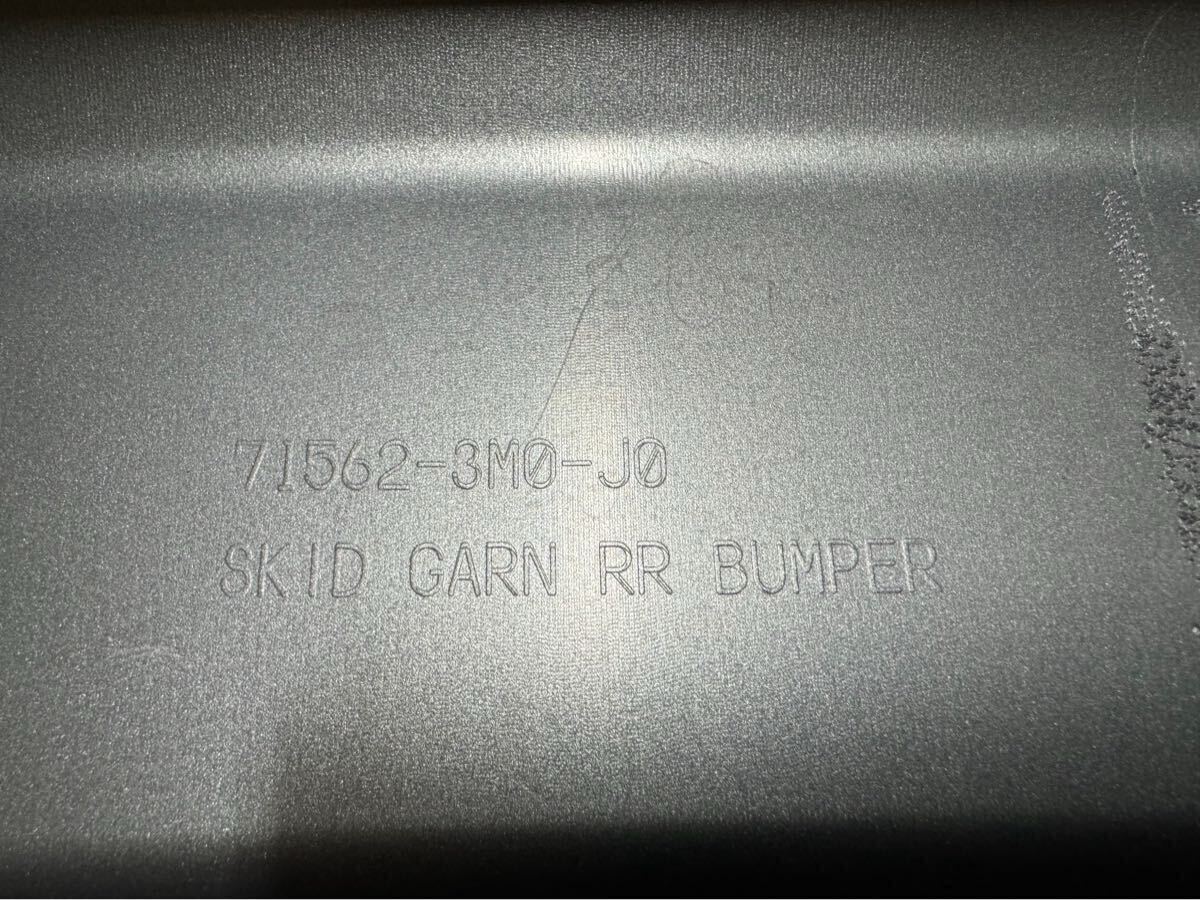 71562-3M0-J0
SKID GARN RR BUMPER